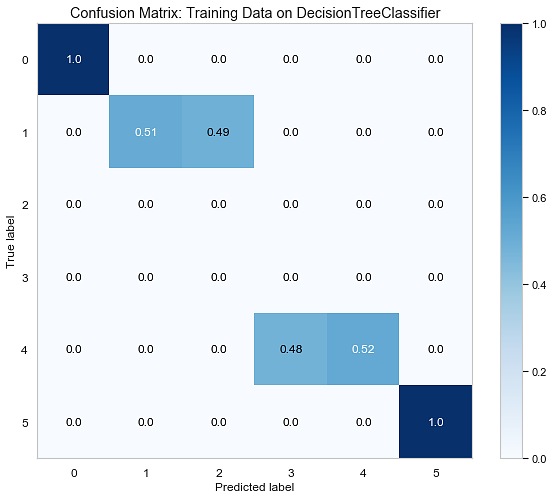 Confusion Matrix: Training Data on DecisionTreeClassifier
0 1.0 0.0 0.0 0.0 0.0 0.0
1 0.0 0.51 0.49 0.0 0.0 0.0
2 0.0 0.0 0.0 0.0 0.0 0.0
3 0.0 0.0 0.0 0.0 0.0 0.0
4 0.0 0.0 0.0 0.48 0.52 0.0
5 0.0 0.0 0.0 0.0 0.0 1.0
True label
0 1 2 3 4 5
Predicted label
1.0
0.8
0.6
0.4
0.2
0.0